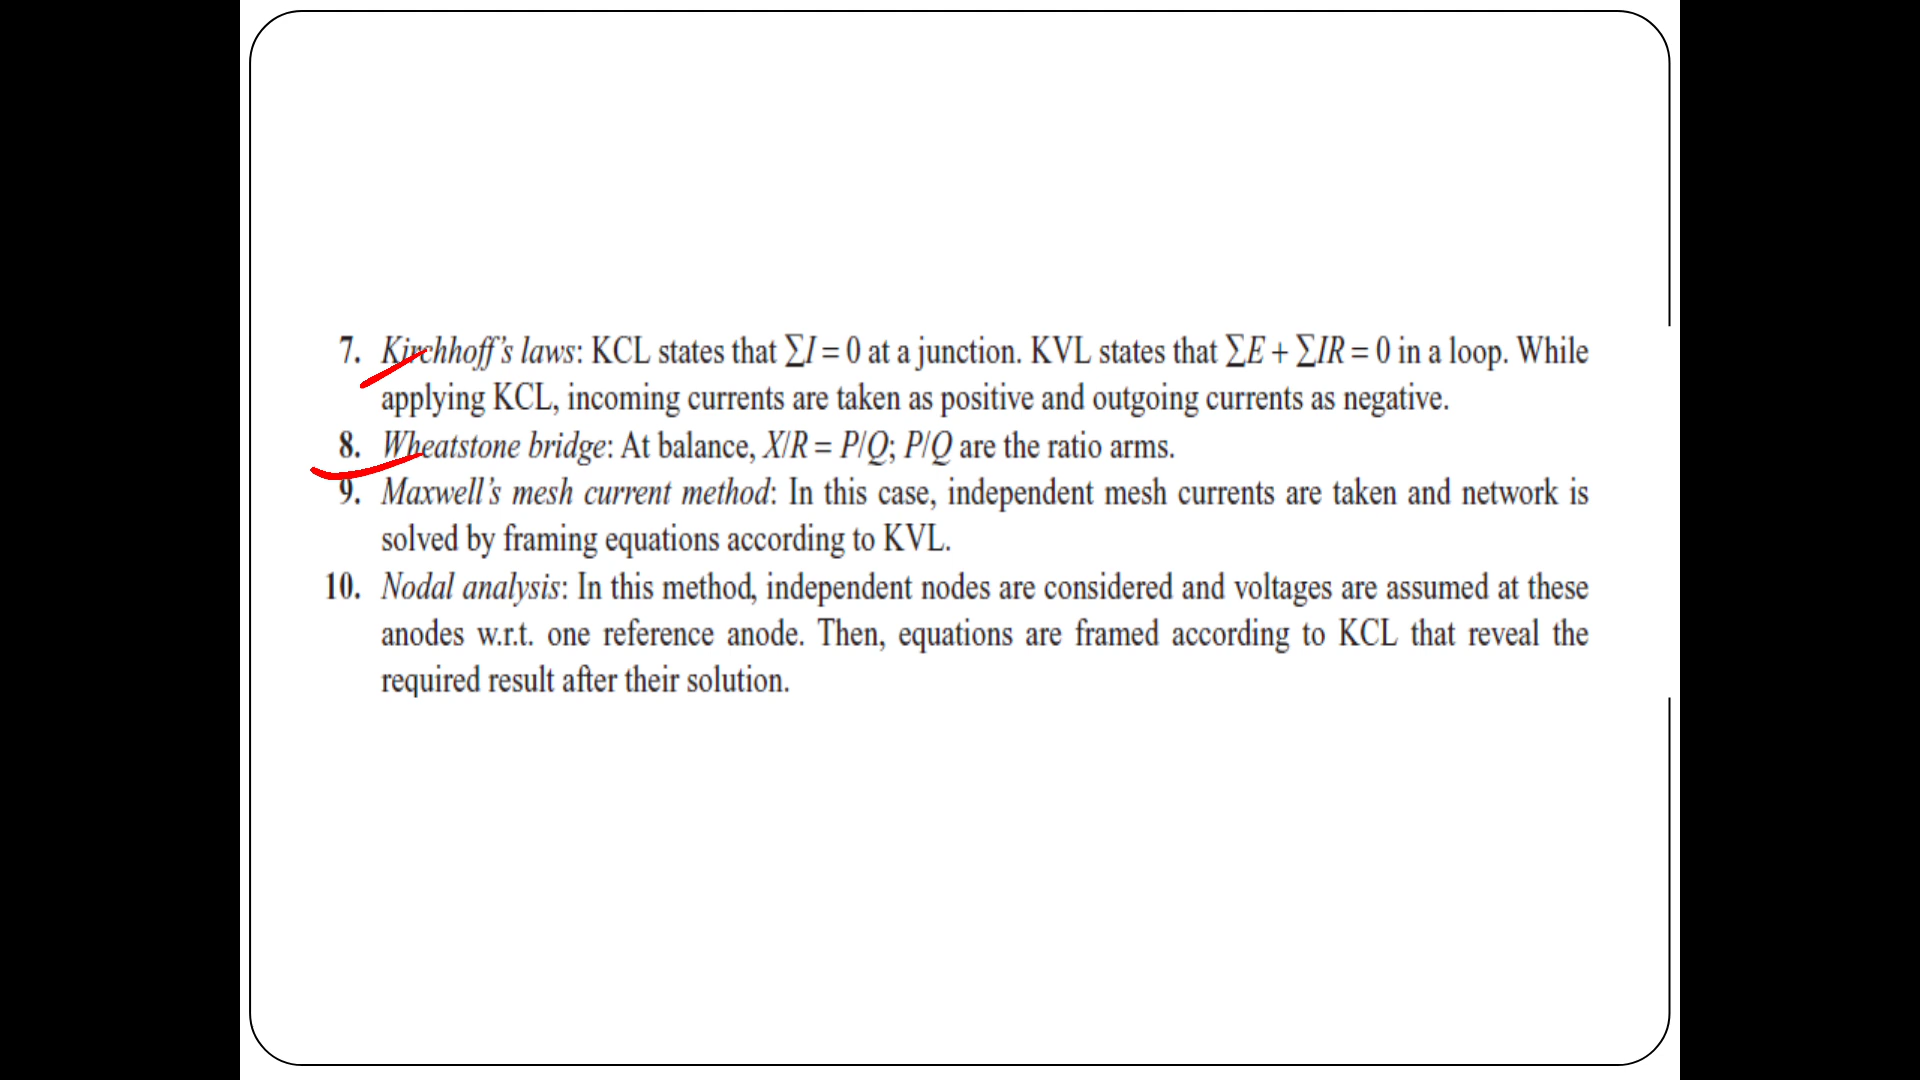 7. Kirchhoff's laws: KCL states that ∑I = 0 at a junction. KVL states that ∑E + ∑IR = 0 in a loop. While
applying KCL, incoming currents are taken as positive and outgoing currents as negative.
8. Wheatstone bridge: At balance, X/R = P/Q; P/Q are the ratio arms.
9. Maxwell's mesh current method: In this case, independent mesh currents are taken and network is
solved by framing equations according to KVL.
10. Nodal analysis: In this method, independent nodes are considered and voltages are assumed at these
anodes w.r.t. one reference anode. Then, equations are framed according to KCL that reveal the
required result after their solution.